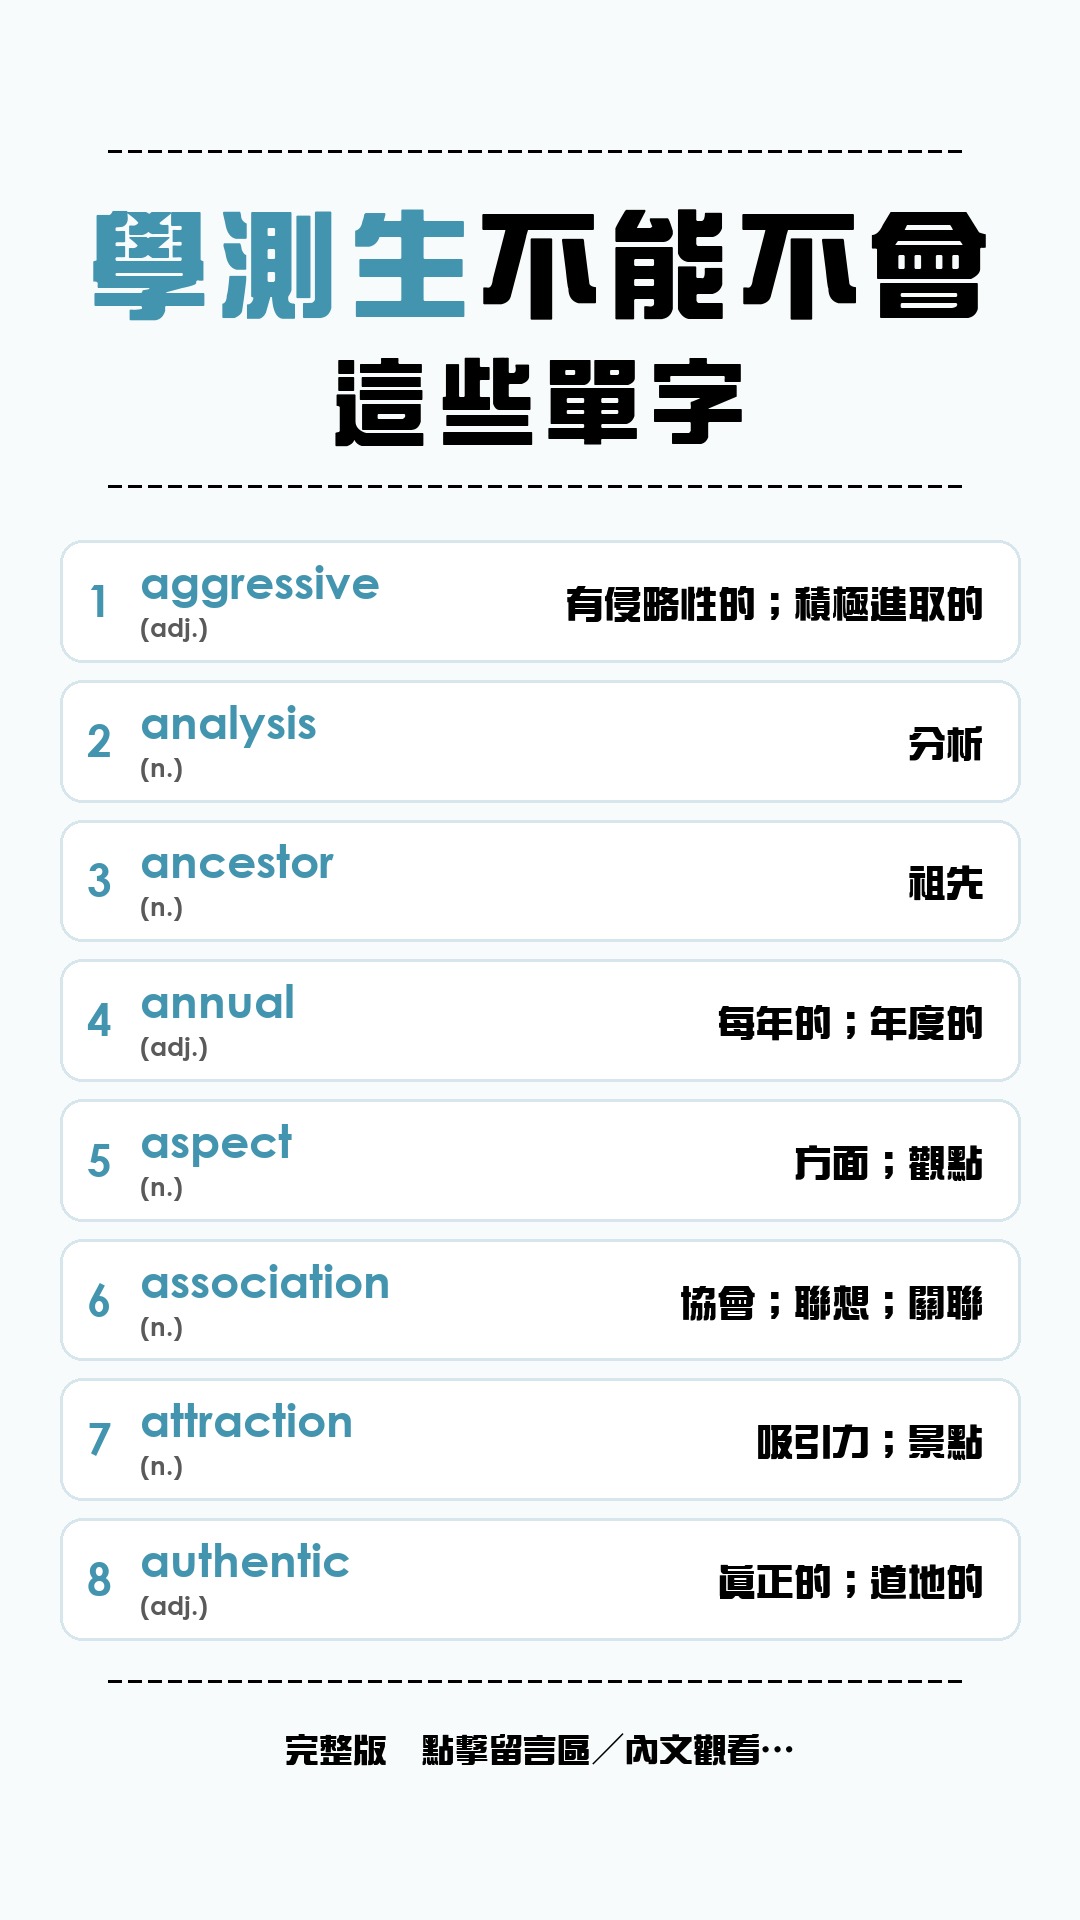 學測生不能不會
這些單字
1 aggressive (adj.) 有侵略性的；積極進取的
2 analysis (n.) 分析
3 ancestor (n.) 祖先
4 annual (adj.) 每年的；年度的
5 aspect (n.) 方面；觀點
6 association (n.) 協會；聯想；關聯
7 attraction (n.) 吸引力；景點
8 authentic (adj.) 真正的；道地的
完整版　點擊留言區／內文觀看…